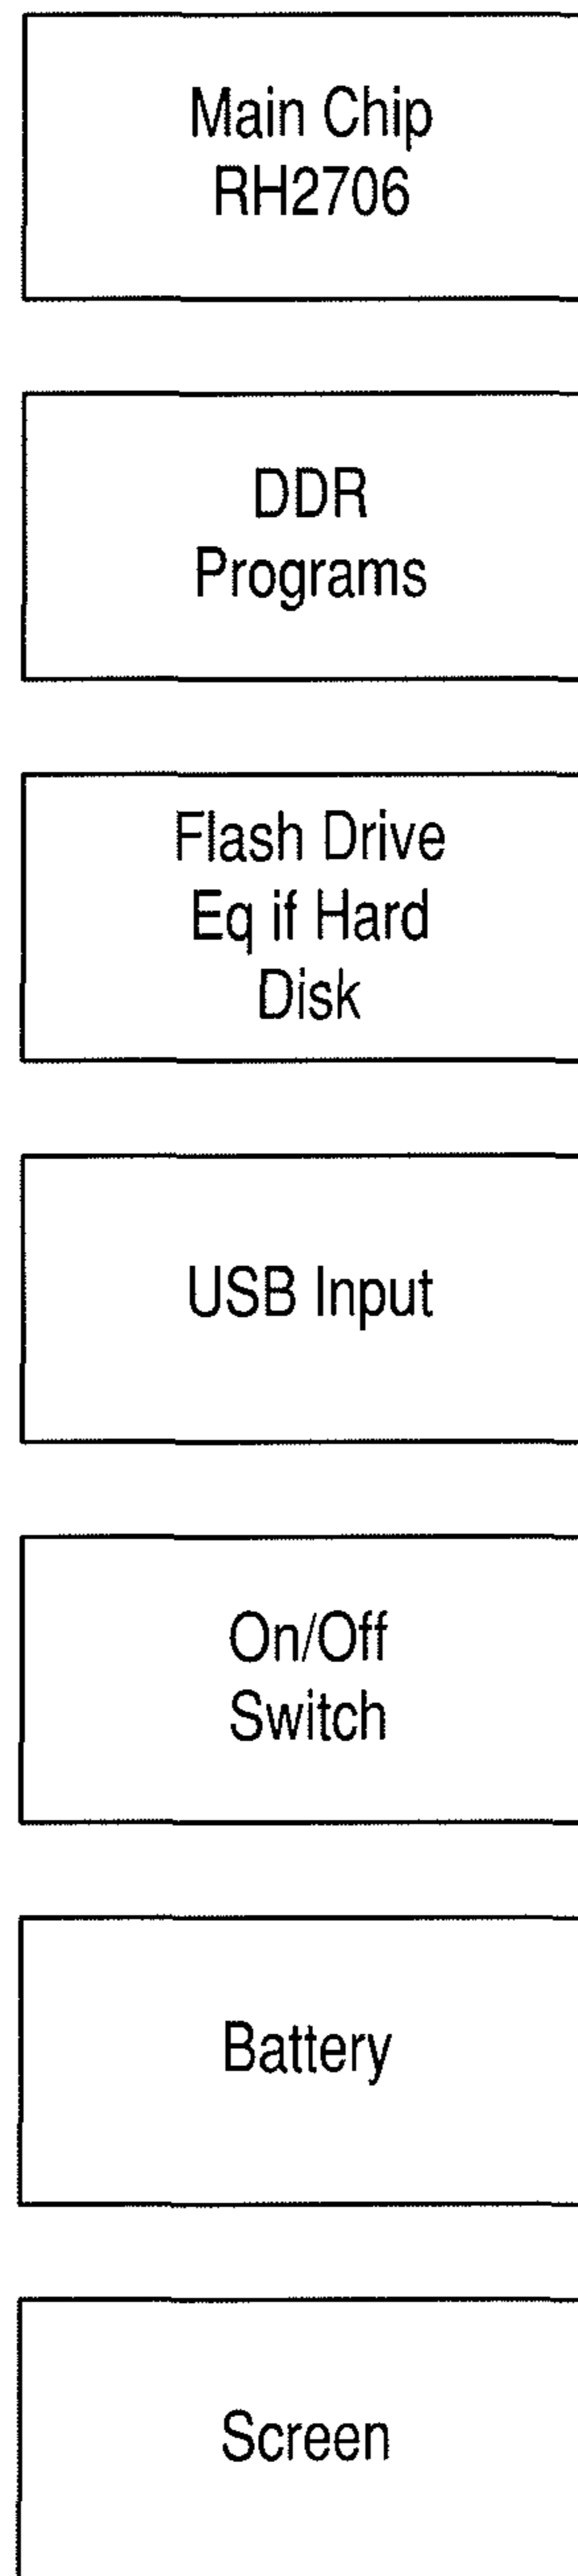 Main Chip
RH2706
DDR
Programs
Flash Drive
Eq if Hard
Disk
USB Input
On/Off
Switch
Battery
Screen